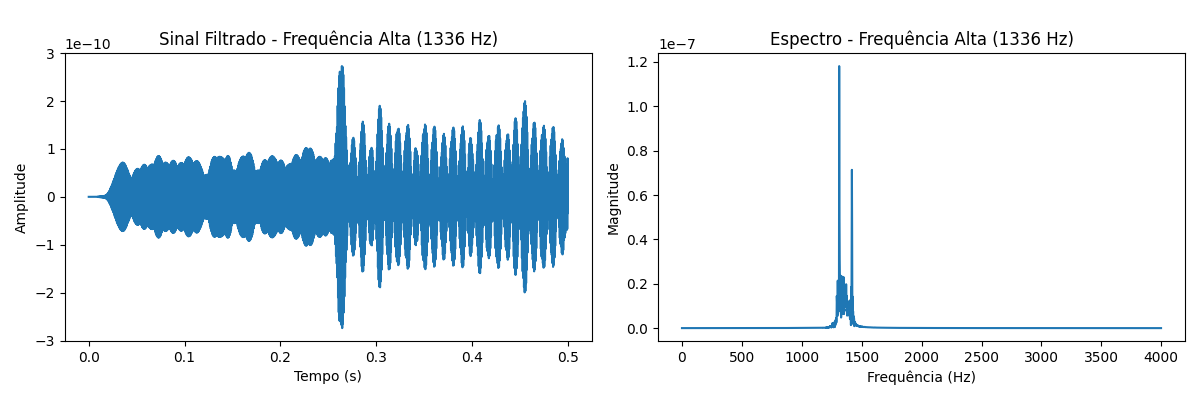 Sinal Filtrado - Frequência Alta (1336 Hz)
1e−10
3
2
1
0
−1
−2
−3
Amplitude
0.0 0.1 0.2 0.3 0.4 0.5
Tempo (s)
Espectro - Frequência Alta (1336 Hz)
1e−7
1.2
1.0
0.8
0.6
0.4
0.2
0.0
Magnitude
0 500 1000 1500 2000 2500 3000 3500 4000
Frequência (Hz)